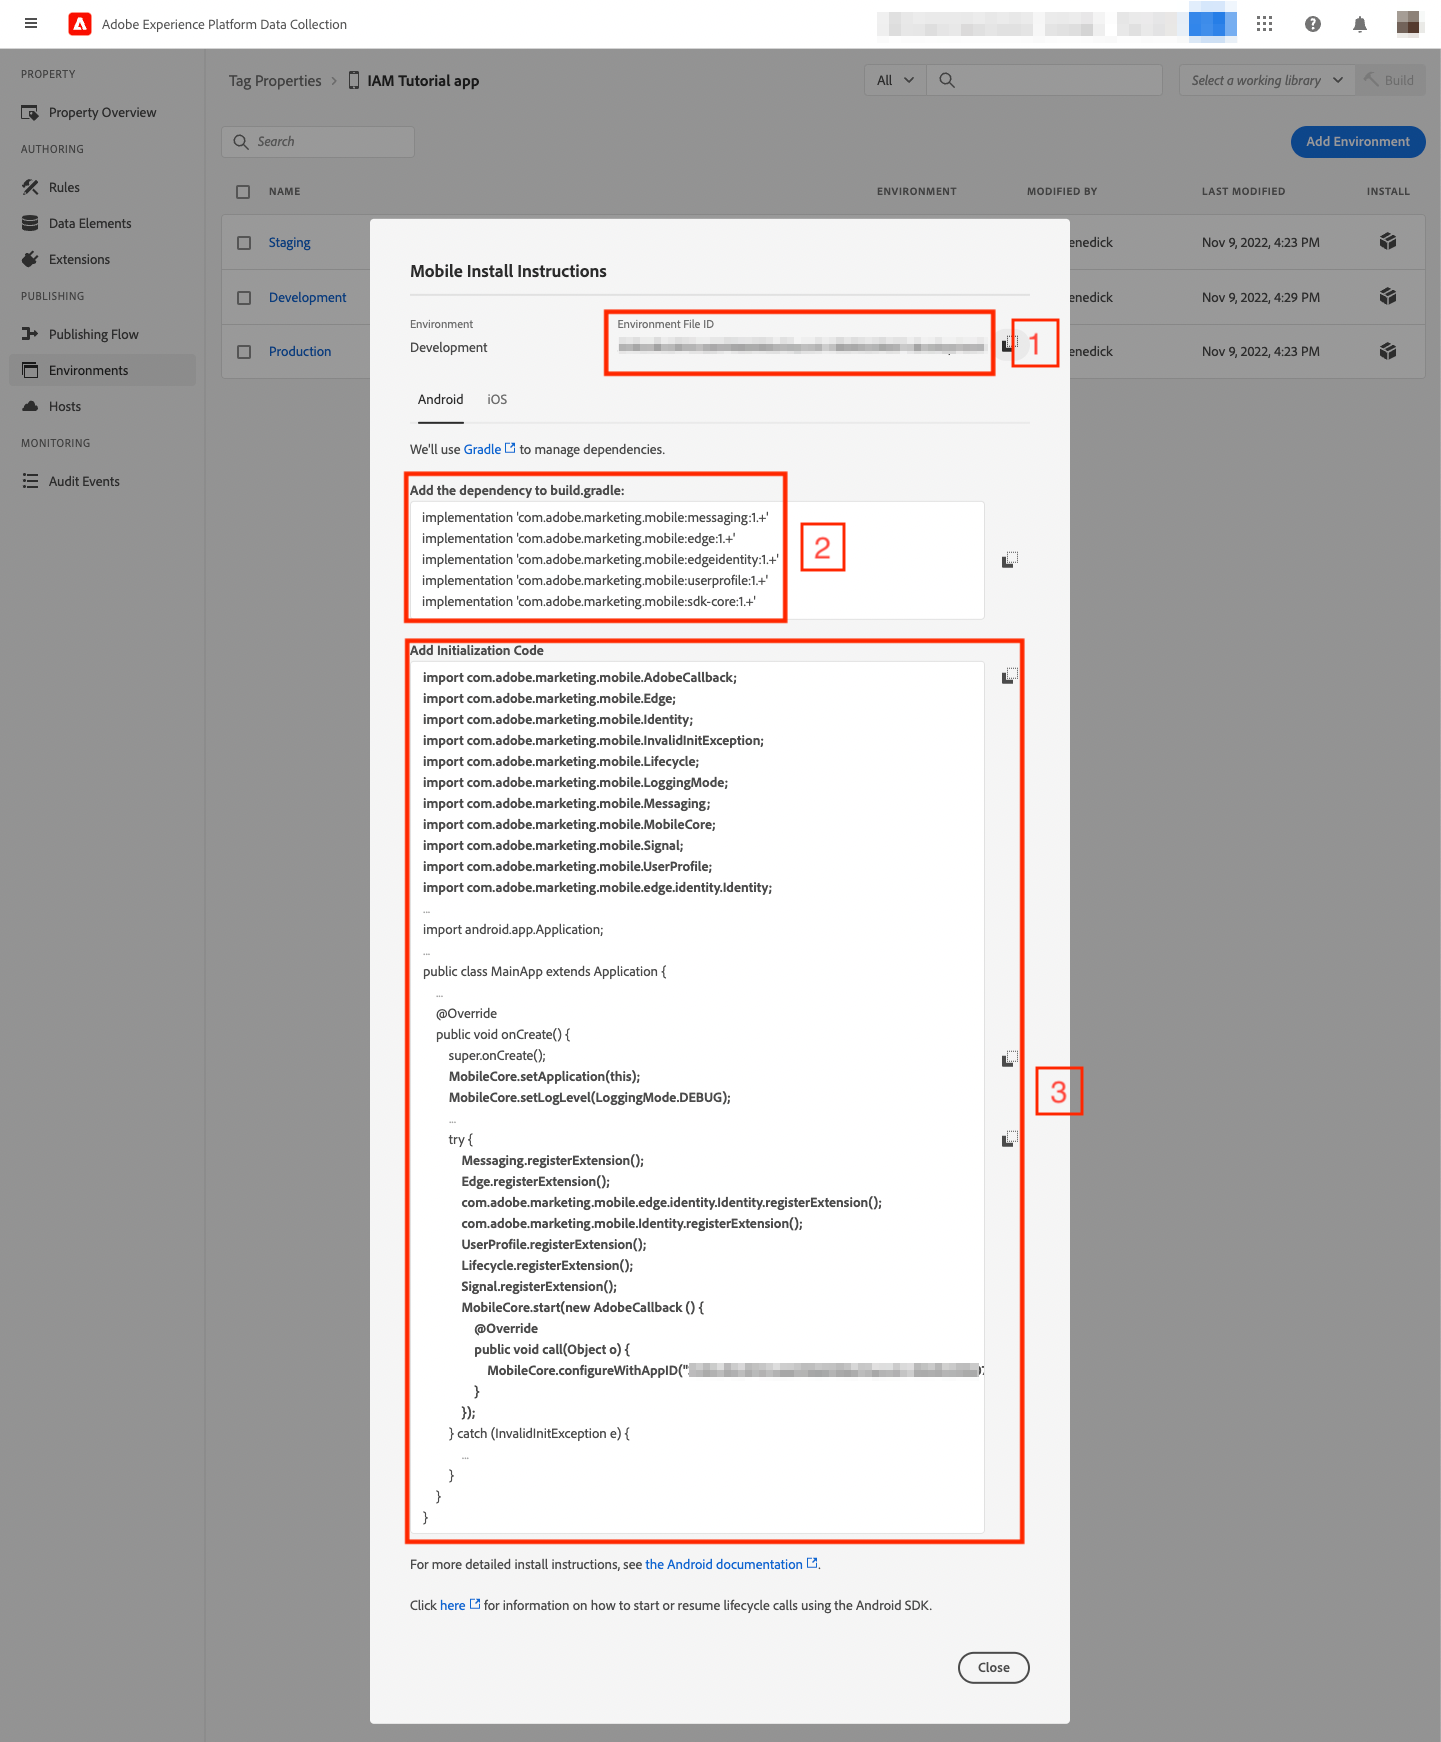 Adobe Experience Platform Data Collection
PROPERTY
Property Overview
AUTHORING
Rules
Data Elements
Extensions
PUBLISHING
Publishing Flow
Environments
Hosts
MONITORING
Audit Events
Tag Properties > IAM Tutorial app
All
Select a working library
Build
Search
Add Environment
NAME ENVIRONMENT MODIFIED BY LAST MODIFIED INSTALL
Staging enedick Nov 9, 2022, 4:23 PM
Development enedick Nov 9, 2022, 4:29 PM
Production enedick Nov 9, 2022, 4:23 PM
Mobile Install Instructions
Environment
Development
Environment File ID
1
Android iOS
We'll use Gradle to manage dependencies.
Add the dependency to build.gradle:
implementation 'com.adobe.marketing.mobile:messaging:1.+'
implementation 'com.adobe.marketing.mobile:edge:1.+'
implementation 'com.adobe.marketing.mobile:edgeidentity:1.+'
implementation 'com.adobe.marketing.mobile:userprofile:1.+'
implementation 'com.adobe.marketing.mobile:sdk-core:1.+'
2
Add Initialization Code
import com.adobe.marketing.mobile.AdobeCallback;
import com.adobe.marketing.mobile.Edge;
import com.adobe.marketing.mobile.Identity;
import com.adobe.marketing.mobile.InvalidInitException;
import com.adobe.marketing.mobile.Lifecycle;
import com.adobe.marketing.mobile.LoggingMode;
import com.adobe.marketing.mobile.Messaging;
import com.adobe.marketing.mobile.MobileCore;
import com.adobe.marketing.mobile.Signal;
import com.adobe.marketing.mobile.UserProfile;
import com.adobe.marketing.mobile.edge.identity.Identity;
...
import android.app.Application;
...
public class MainApp extends Application {
...
@Override
public void onCreate() {
super.onCreate();
MobileCore.setApplication(this);
MobileCore.setLogLevel(LoggingMode.DEBUG);
...
try {
Messaging.registerExtension();
Edge.registerExtension();
com.adobe.marketing.mobile.edge.identity.Identity.registerExtension();
com.adobe.marketing.mobile.Identity.registerExtension();
UserProfile.registerExtension();
Lifecycle.registerExtension();
Signal.registerExtension();
MobileCore.start(new AdobeCallback () {
@Override
public void call(Object o) {
MobileCore.configureWithAppID("
}
});
} catch (InvalidInitException e) {
...
}
}
}
3
For more detailed install instructions, see the Android documentation.
Click here for information on how to start or resume lifecycle calls using the Android SDK.
Close